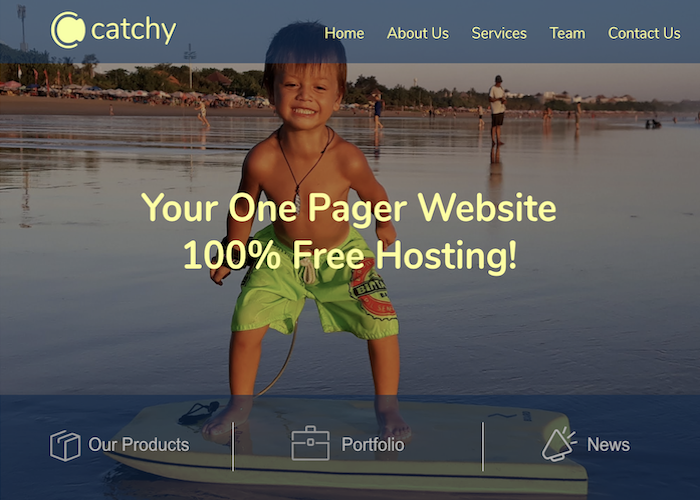 catchy
Home About Us Services Team Contact Us
Your One Pager Website
100% Free Hosting!
Our Products Portfolio News